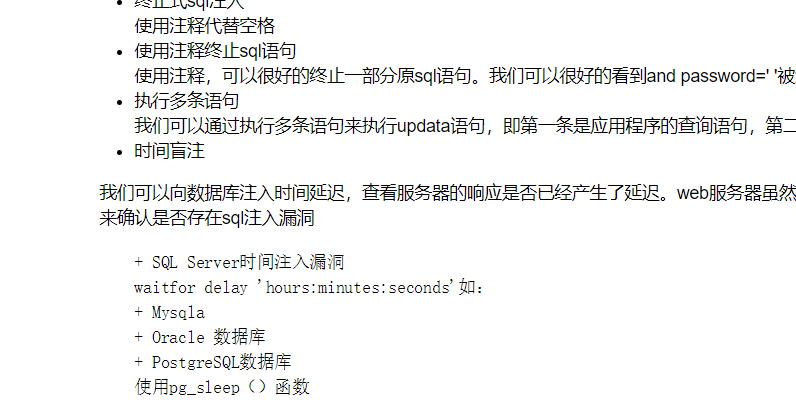 终止式sql注入
使用注释代替空格
使用注释终止sql语句
使用注释，可以很好的终止一部分原sql语句。我们可以很好的看到and password=' '被
执行多条语句
我们可以通过执行多条语句来执行updata语句，即第一条是应用程序的查询语句，第二
时间盲注
我们可以向数据库注入时间延迟，查看服务器的响应是否已经产生了延迟。web服务器虽然
来确认是否存在sql注入漏洞
+ SQL Server时间注入漏洞
waitfor delay 'hours:minutes:seconds'如：
+ Mysqla
+ Oracle 数据库
+ PostgreSQL数据库
使用pg_sleep（）函数